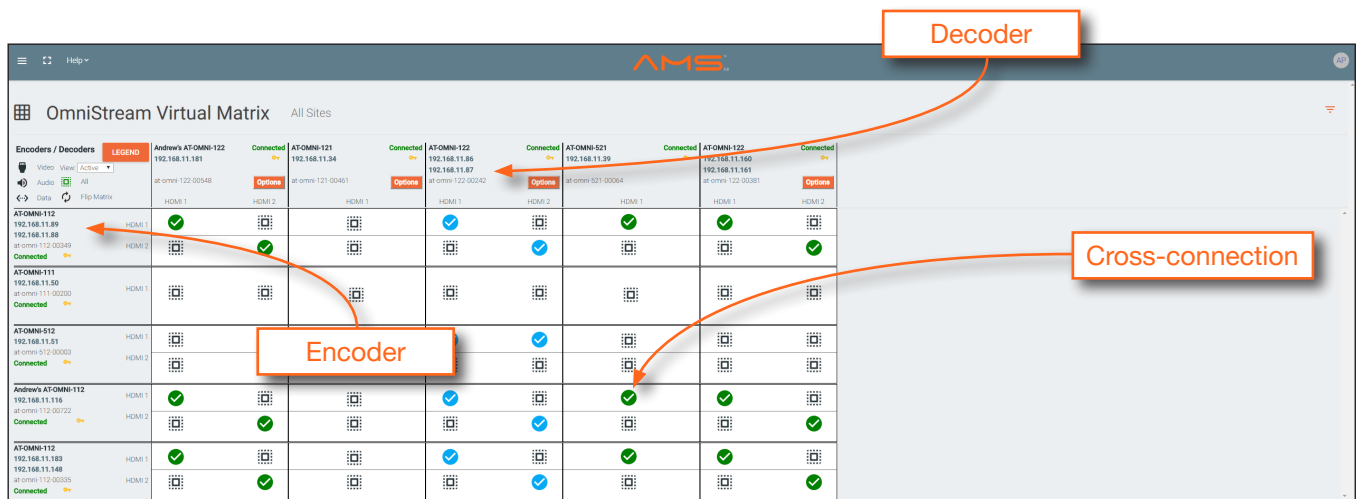 Decoder
Help
AMS
AP
OmniStream Virtual Matrix All Sites
Encoders / Decoders LEGEND
Video View Active
Audio All
Data Flip Matrix
Andrew's AT-OMNI-122 Connected
192.168.11.181
at-omni-122-00548 Options
HDMI 1 HDMI 2
AT-OMNI-121 Connected
192.168.11.34
at-omni-121-00461 Options
HDMI 1
AT-OMNI-122 Connected
192.168.11.86
192.168.11.87
at-omni-122-00242 Options
HDMI 1 HDMI 2
AT-OMNI-521 Connected
192.168.11.39
at-omni-521-00064
HDMI 1
AT-OMNI-122 Connected
192.168.11.160
192.168.11.161
at-omni-122-00381 Options
HDMI 1 HDMI 2
AT-OMNI-112
192.168.11.89 HDMI 1
192.168.11.88
at-omni-112-00349 HDMI 2
Connected
Cross-connection
AT-OMNI-111
192.168.11.50 HDMI 1
at-omni-111-00200
Connected
Encoder
AT-OMNI-512
192.168.11.51 HDMI 1
at-omni-512-00003
Connected HDMI 2
Andrew's AT-OMNI-112
192.168.11.116 HDMI 1
at-omni-112-00722
Connected HDMI 2
AT-OMNI-112
192.168.11.183 HDMI 1
192.168.11.148
at-omni-112-00335 HDMI 2
Connected